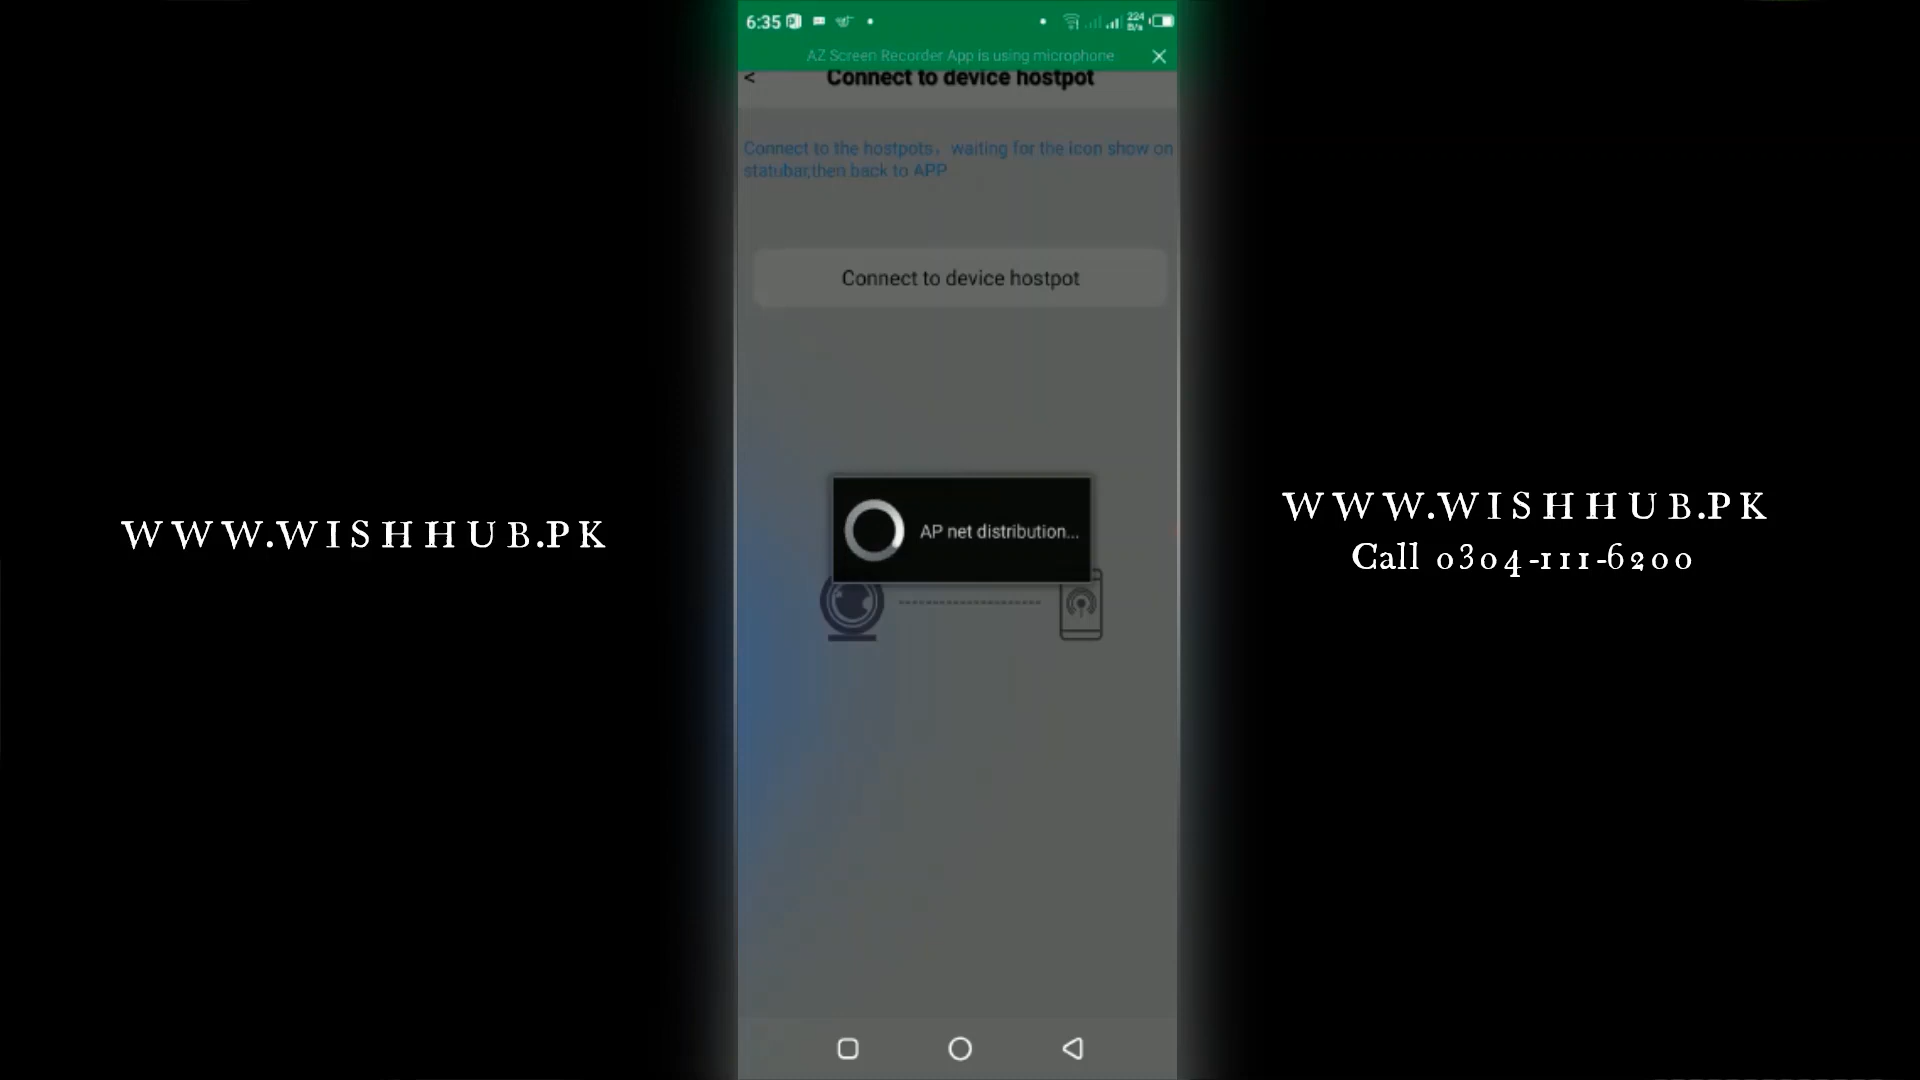 6:35
224
B/s
AZ Screen Recorder App is using microphone
< Connect to device hostpot
Connect to the hostpots，waiting for the icon show on
statubar,then back to APP
Connect to device hostpot
AP net distribution...
WWW.WISHHUB.PK
WWW.WISHHUB.PK
Call 0304-111-6200